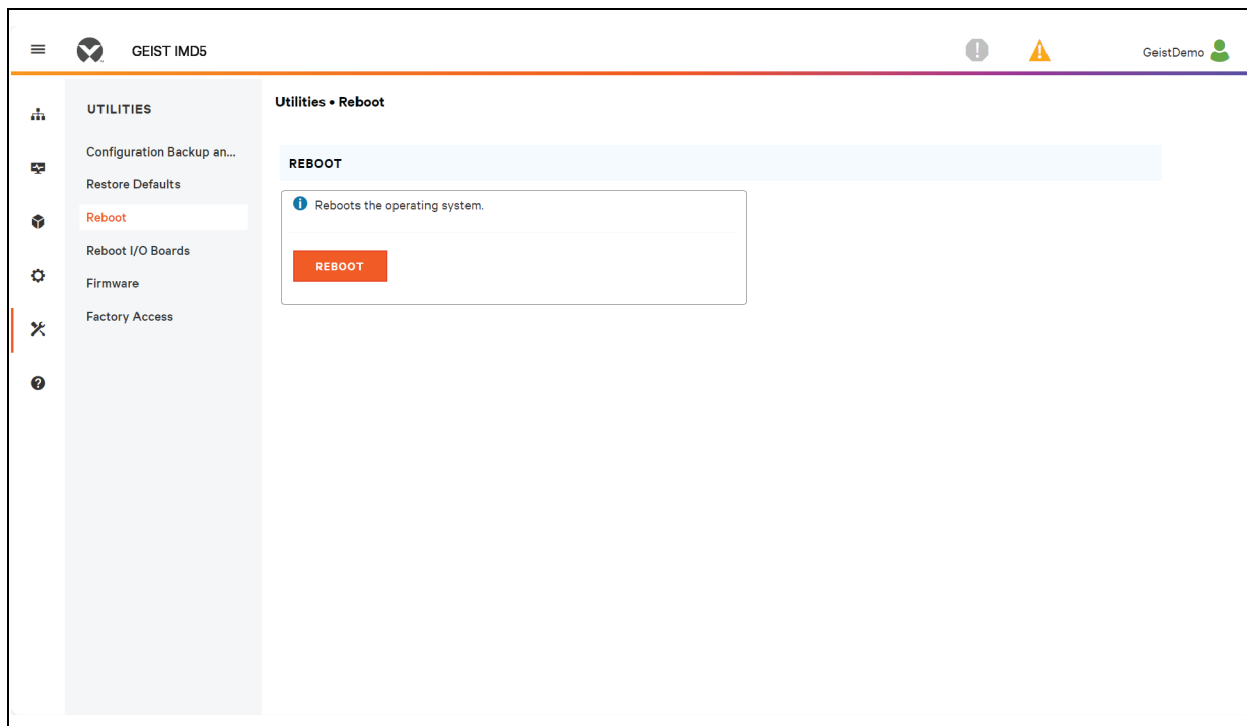 GEIST IMD5
GeistDemo
UTILITIES
Configuration Backup an...
Restore Defaults
Reboot
Reboot I/O Boards
Firmware
Factory Access
Utilities • Reboot
REBOOT
Reboots the operating system.
REBOOT